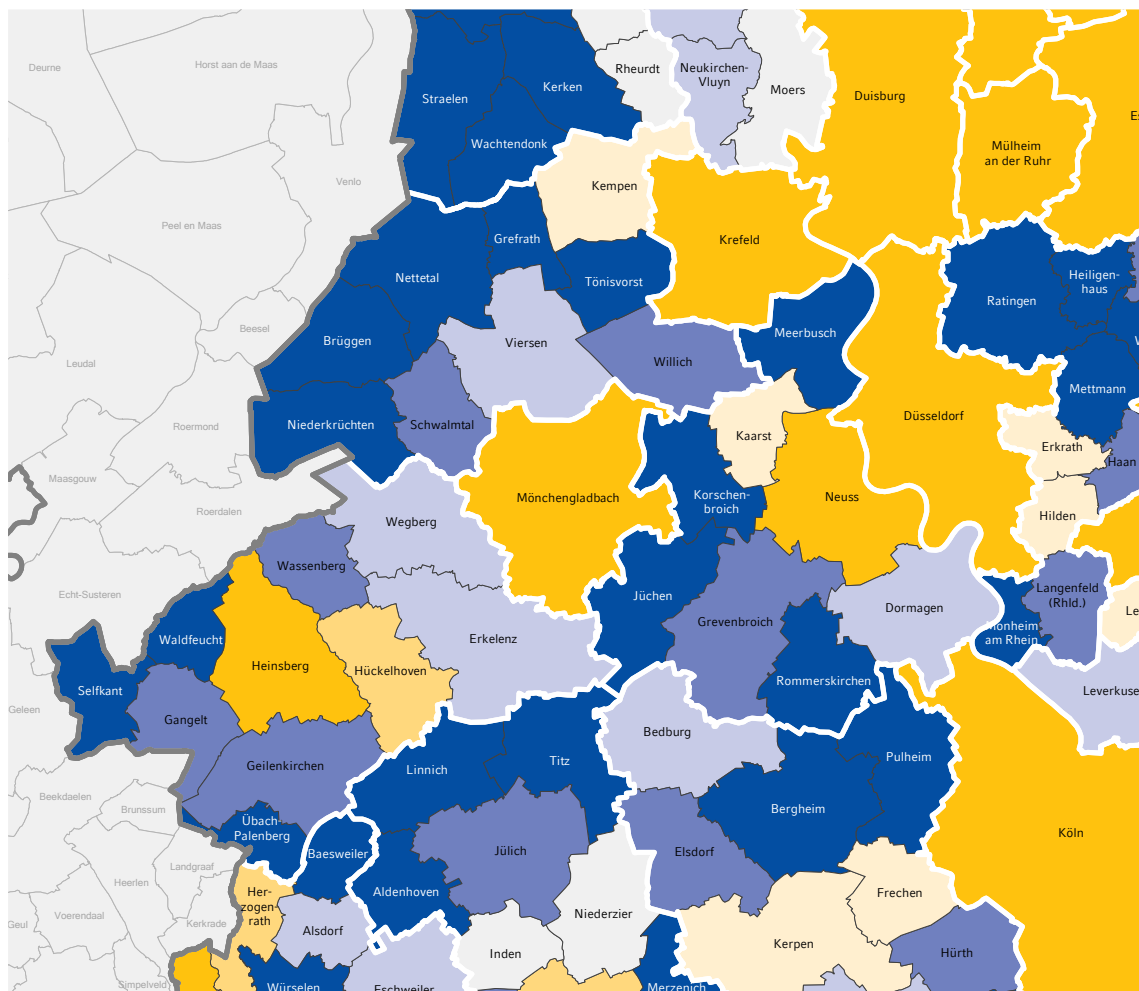 Deurne
Horst aan de Maas
Straelen
Kerken
Rheurdt
Neukirchen-
Vluyn
Moers
Duisburg
Wachtendonk
Mülheim
an der Ruhr
Venlo
Kempen
Peel en Maas
Grefrath
Krefeld
Nettetal
Tönisvorst
Heiligen-
haus
Ratingen
Beesel
Brüggen
Viersen
Meerbusch
Willich
Leudal
Mettmann
Roermond
Niederkrüchten
Schwalmtal
Kaarst
Düsseldorf
Erkrath
Haan
Maasgouw
Mönchengladbach
Korschen-
broich
Neuss
Roerdalen
Wegberg
Hilden
Wassenberg
Echt-Susteren
Jüchen
Dormagen
Langenfeld
(Rhld.)
Le
Waldfeucht
Erkelenz
Grevenbroich
onheim
am Rhein
Heinsberg
Hückelhoven
Rommerskirchen
Selfkant
Leverkuse
Geleen
Gangelt
Bedburg
Geilenkirchen
Linnich
Titz
Pulheim
Beekdaelen
Brunssum
Bergheim
Übach-
Palenberg
Köln
Baesweiler
Jülich
Elsdorf
Landgraaf
Heerlen
Aldenhoven
Frechen
Her-
zogen-
rath
Voerendaal
Niederzier
Geul
Kerkrade
Alsdorf
Kerpen
Inden
Hürth
Simpelveld
Würselen
Eschweiler
Merzenich